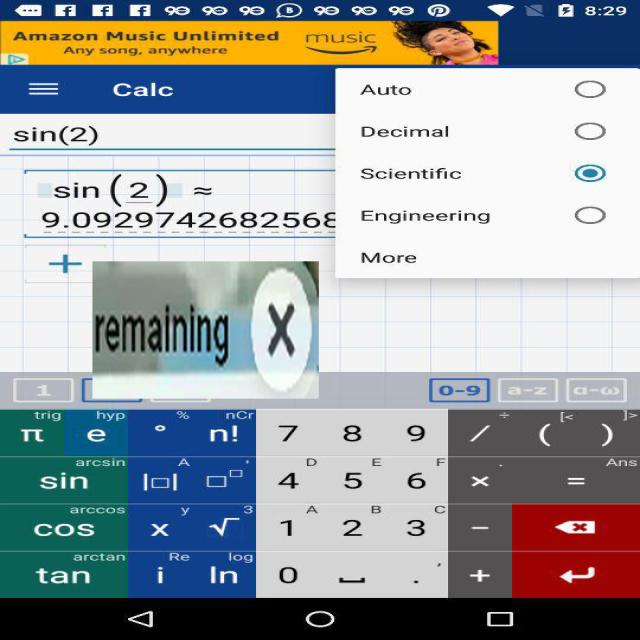 8:29
Amazon Music Unlimited
Any song, anywhere
music
Calc
Auto
Decimal
Scientific
Engineering
More
sin(2)
sin (2) ≈
9.0929742682568
+
remaining X
1
0-9 a-z α-ω
trig hyp % nCr ÷ [< ]>
π e ° n! 7 8 9 / ( )
arcsin A ' D E F . Ans
sin |□| □□ 4 5 6 × =
arccos y 3 A B C
cos x √ 1 2 3 −
arctan Re log ,
tan i ln 0 . +